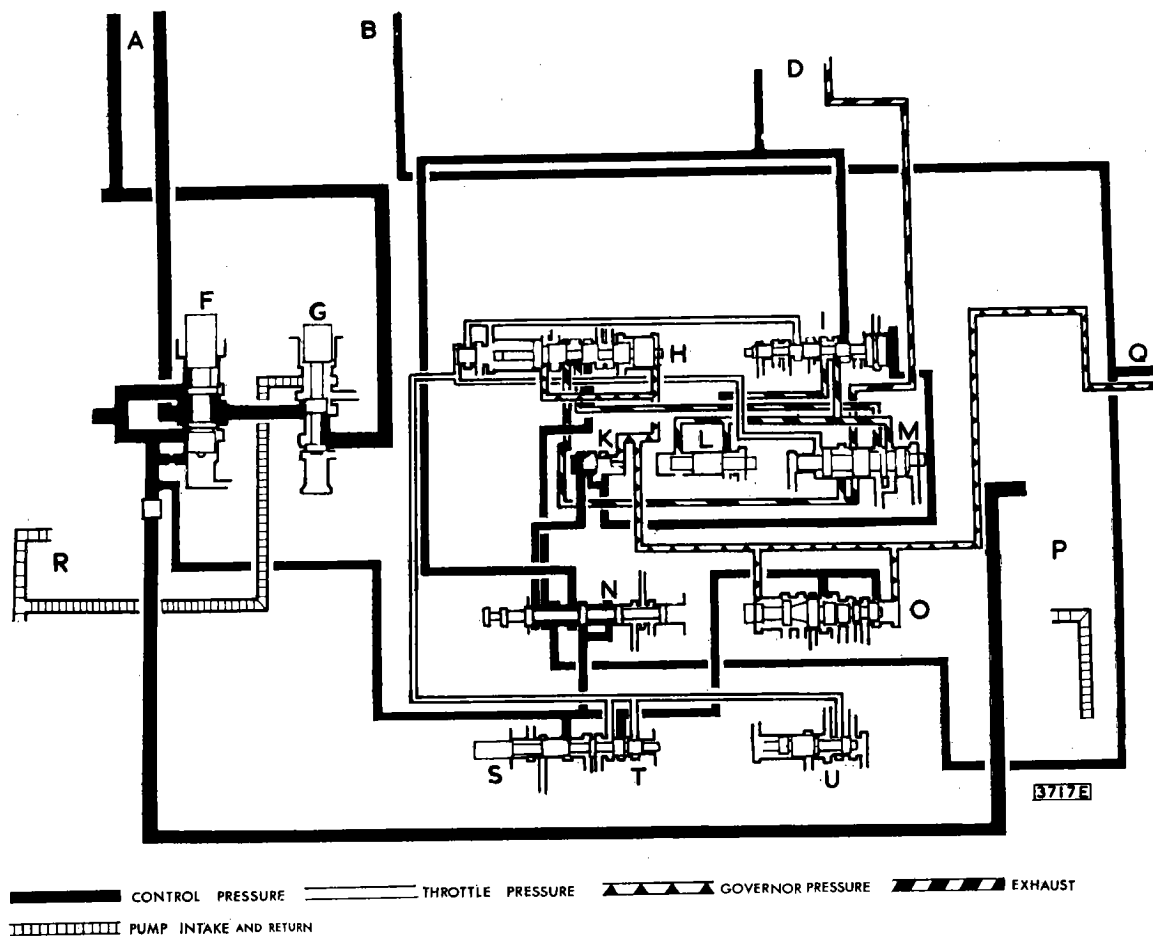 A
B
D
F
G
H
I
Q
K
L
M
R
P
N
O
S
T
U
3717E
CONTROL PRESSURE
THROTTLE PRESSURE
GOVERNOR PRESSURE
EXHAUST
PUMP INTAKE AND RETURN